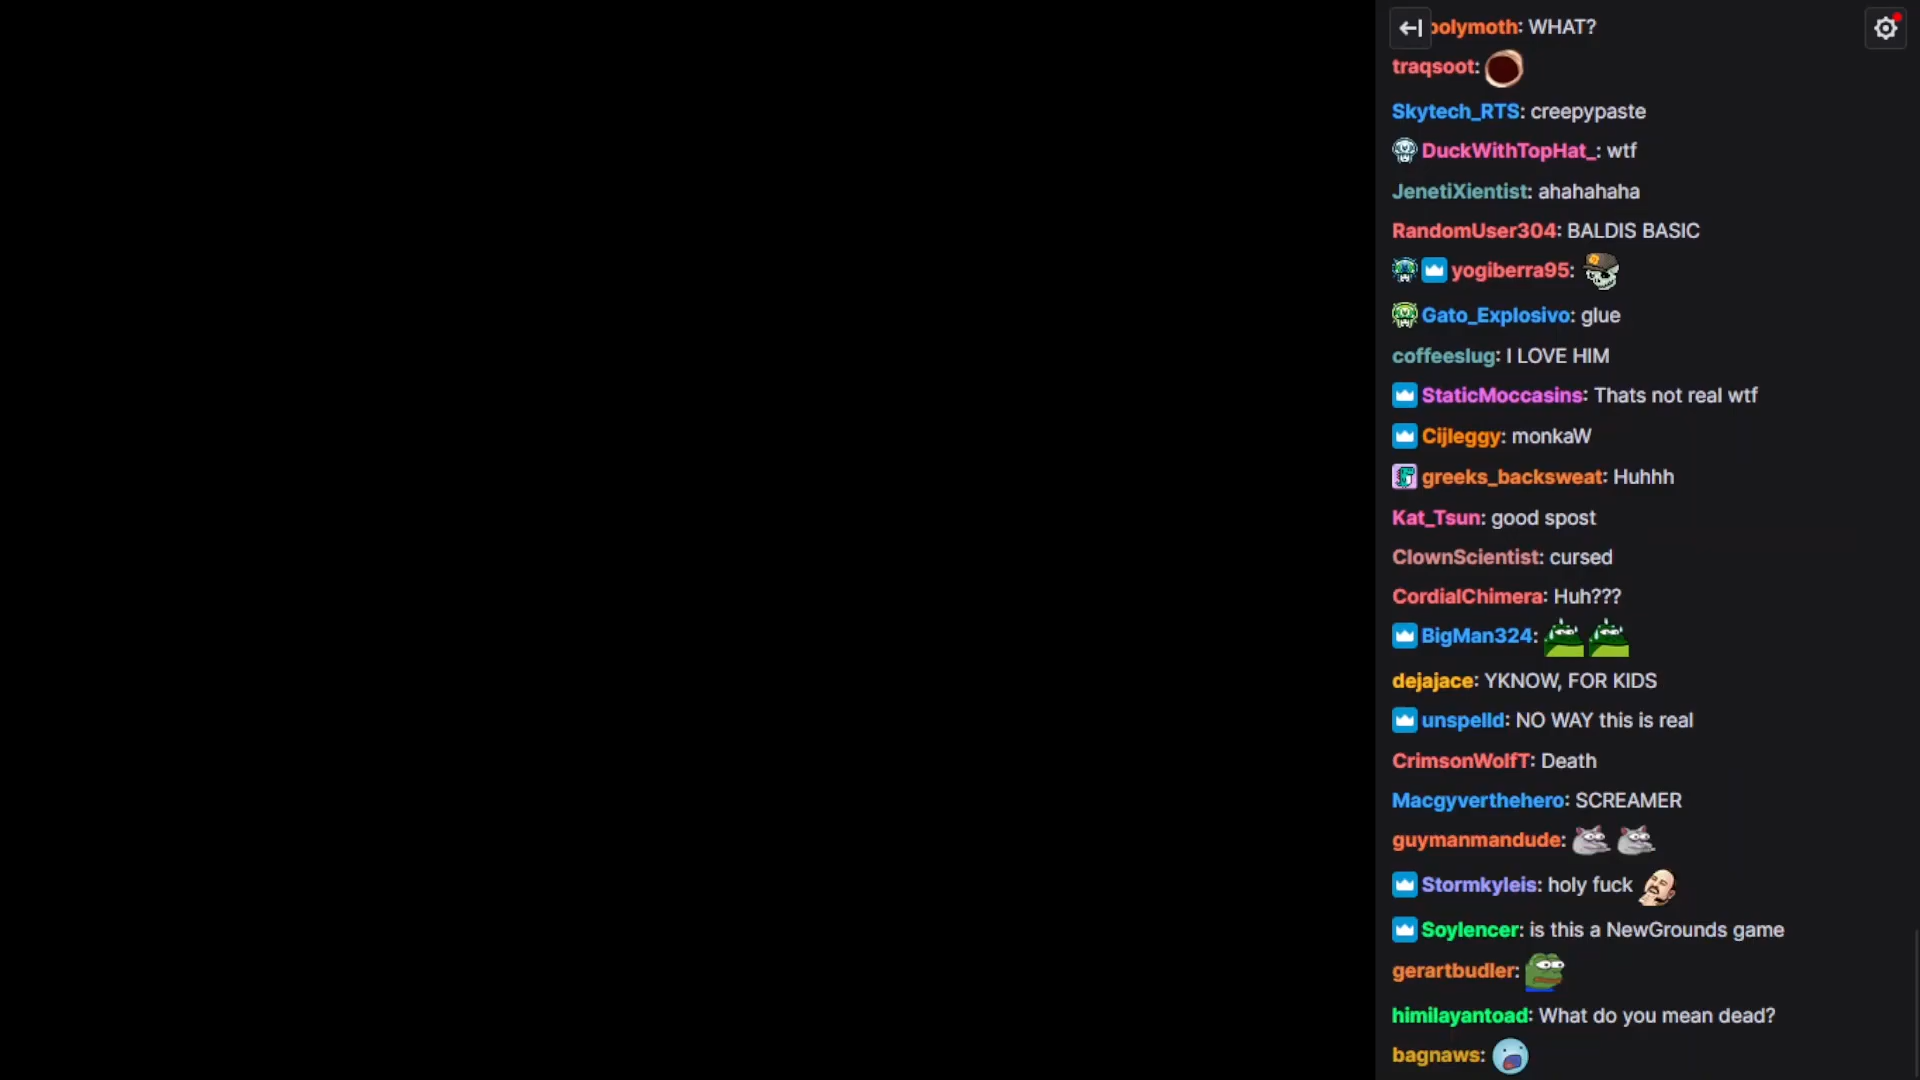 polymoth: WHAT?
traqsoot:
Skytech_RTS: creepypaste
DuckWithTopHat_: wtf
JenetiXientist: ahahahaha
RandomUser304: BALDIS BASIC
yogiberra95:
Gato_Explosivo: glue
coffeeslug: I LOVE HIM
StaticMoccasins: Thats not real wtf
Cijleggy: monkaW
greeks_backsweat: Huhhh
Kat_Tsun: good spost
ClownScientist: cursed
CordialChimera: Huh???
BigMan324:
dejajace: YKNOW, FOR KIDS
unspelld: NO WAY this is real
CrimsonWolfT: Death
Macgyverthehero: SCREAMER
guymanmandude:
Stormkyleis: holy fuck
Soylencer: is this a NewGrounds game
gerartbudler:
himilayantoad: What do you mean dead?
bagnaws: